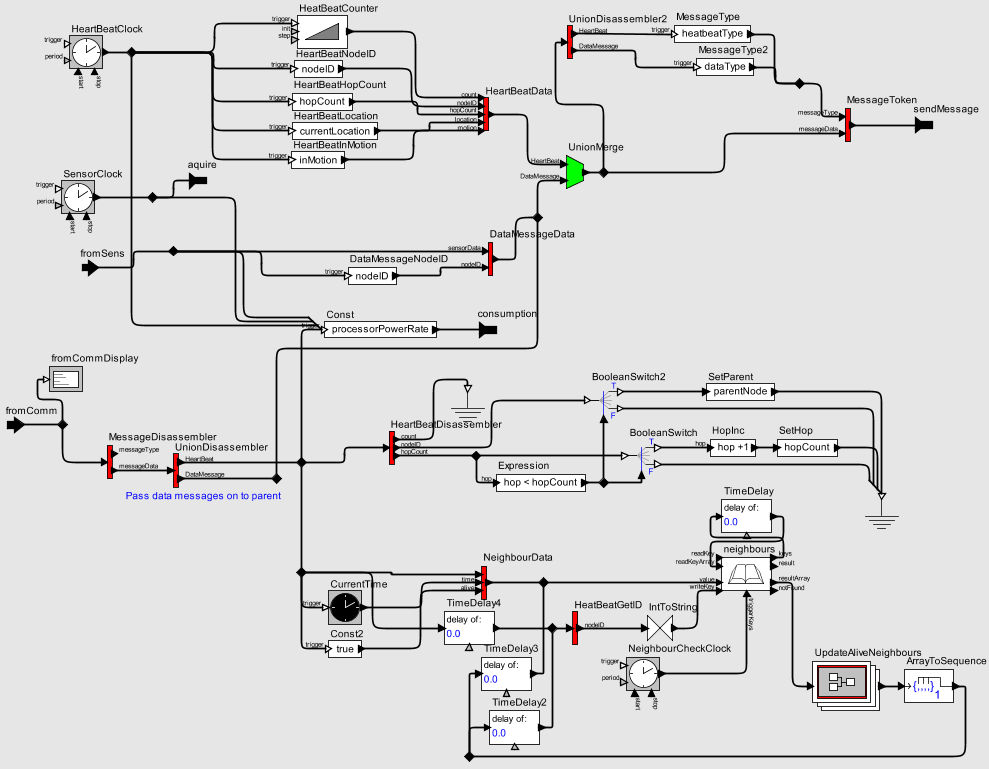 HeartBeatClock
trigger
period
start
stop
HeatBeatCounter
trigger
init
step
HeartBeatNodeID
trigger
nodeID
HeartBeatHopCount
trigger
hopCount
HeartBeatLocation
trigger
currentLocation
HeartBeatInMotion
trigger
inMotion
HeartBeatData
count
nodeID
hopCount
location
motion
UnionDisassembler2
HeartBeat
DataMessage
MessageType
trigger
heatbeatType
MessageType2
trigger
dataType
MessageToken
messageType
messageData
sendMessage
UnionMerge
HeartBeat
DataMessage
SensorClock
trigger
period
start
stop
aquire
fromSens
DataMessageData
sensorData
nodeID
DataMessageNodeID
trigger
nodeID
Const
trigger
processorPowerRate
consumption
fromCommDisplay
fromComm
MessageDisassembler
messageType
messageData
UnionDisassembler
HeartBeat
DataMessage
Pass data messages on to parent
HeartBeatDisassembler
count
nodeID
hopCount
BooleanSwitch2
T
F
SetParent
parentNode
BooleanSwitch
T
F
HopInc
hop
hop +1
SetHop
hopCount
Expression
hop
hop < hopCount
TimeDelay
delay of:
0.0
neighbours
readKey
readKeyArray
value
writeKey
triggerKeys
keys
result
resultArray
notFound
NeighbourData
time
alive
CurrentTime
trigger
Const2
trigger
true
TimeDelay4
delay of:
0.0
TimeDelay3
delay of:
0.0
TimeDelay2
delay of:
0.0
HeatBeatGetID
nodeID
IntToString
NeighbourCheckClock
trigger
period
start
stop
UpdateAliveNeighbours
ArrayToSequence
{,,,,}
1